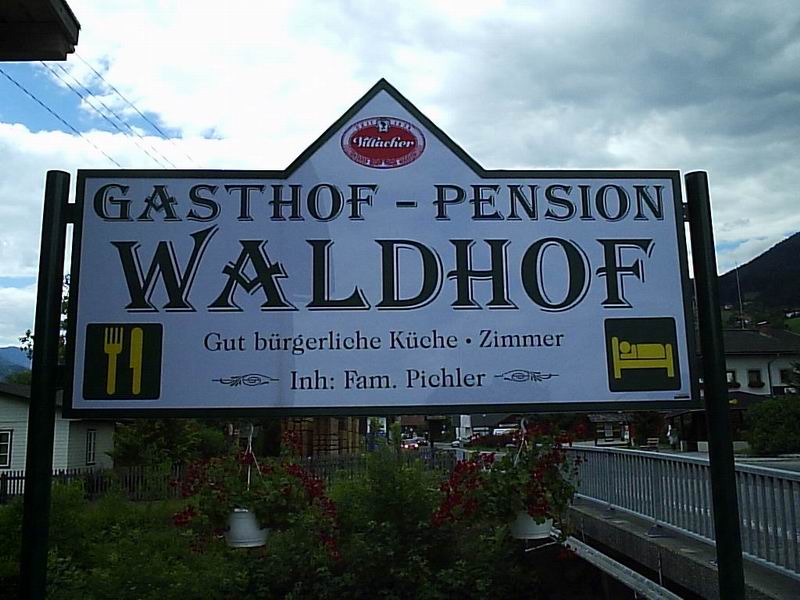 Villacher
GASTHOF - PENSION
WALDHOF
Gut bürgerliche Küche • Zimmer
Inh: Fam. Pichler